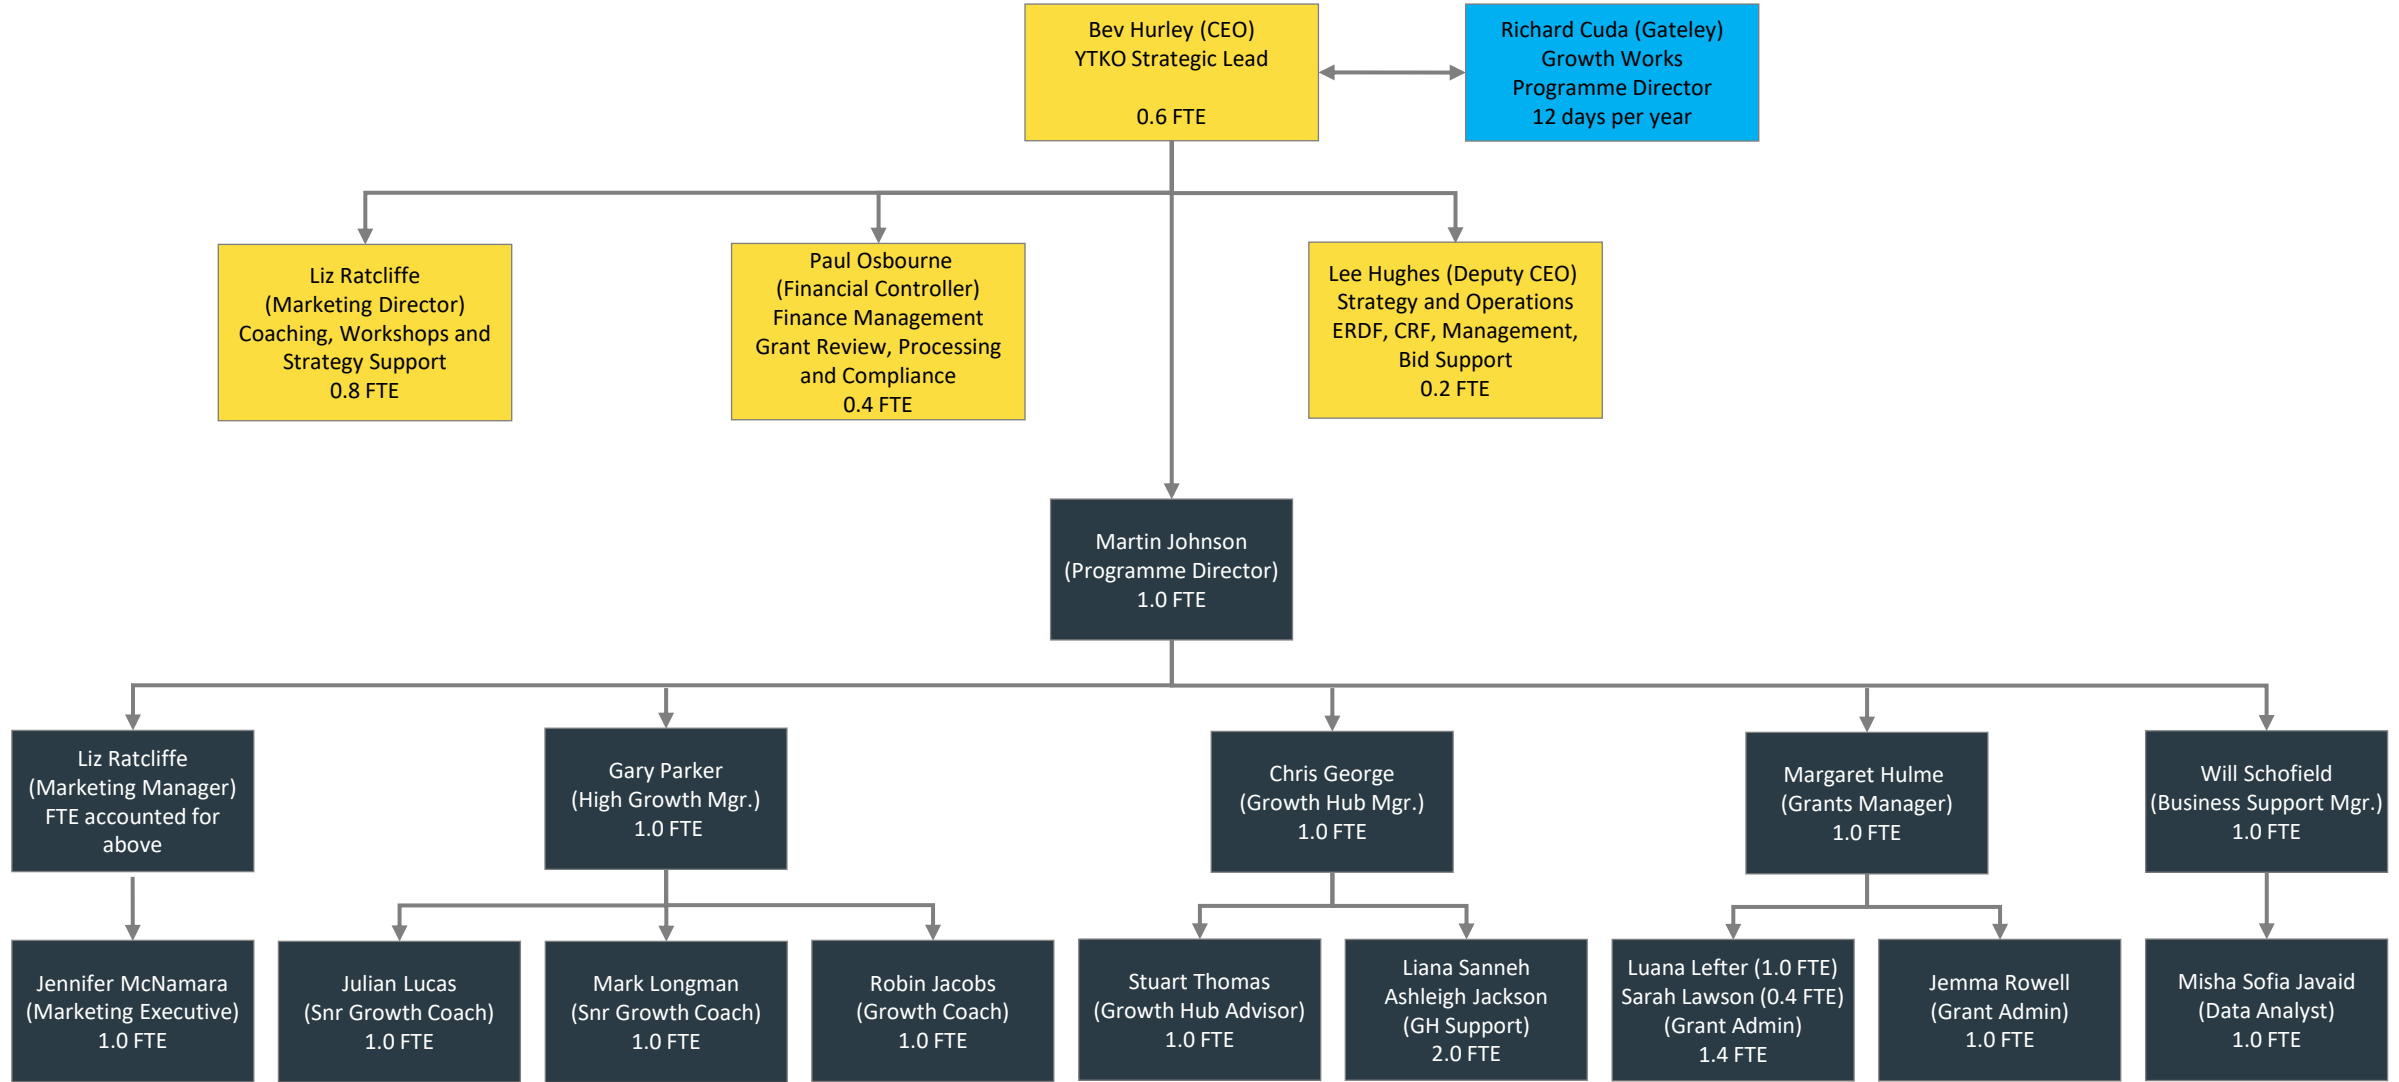 Bev Hurley (CEO)
YTKO Strategic Lead
0.6 FTE
Richard Cuda (Gateley)
Growth Works
Programme Director
12 days per year
Liz Ratcliffe
(Marketing Director)
Coaching, Workshops and
Strategy Support
0.8 FTE
Paul Osbourne
(Financial Controller)
Finance Management
Grant Review, Processing
and Compliance
0.4 FTE
Lee Hughes (Deputy CEO)
Strategy and Operations
ERDF, CRF, Management,
Bid Support
0.2 FTE
Martin Johnson
(Programme Director)
1.0 FTE
Liz Ratcliffe
(Marketing Manager)
FTE accounted for
above
Gary Parker
(High Growth Mgr.)
1.0 FTE
Chris George
(Growth Hub Mgr.)
1.0 FTE
Margaret Hulme
(Grants Manager)
1.0 FTE
Will Schofield
(Business Support Mgr.)
1.0 FTE
Jennifer McNamara
(Marketing Executive)
1.0 FTE
Julian Lucas
(Snr Growth Coach)
1.0 FTE
Mark Longman
(Snr Growth Coach)
1.0 FTE
Robin Jacobs
(Growth Coach)
1.0 FTE
Stuart Thomas
(Growth Hub Advisor)
1.0 FTE
Liana Sanneh
Ashleigh Jackson
(GH Support)
2.0 FTE
Luana Lefter (1.0 FTE)
Sarah Lawson (0.4 FTE)
(Grant Admin)
1.4 FTE
Jemma Rowell
(Grant Admin)
1.0 FTE
Misha Sofia Javaid
(Data Analyst)
1.0 FTE